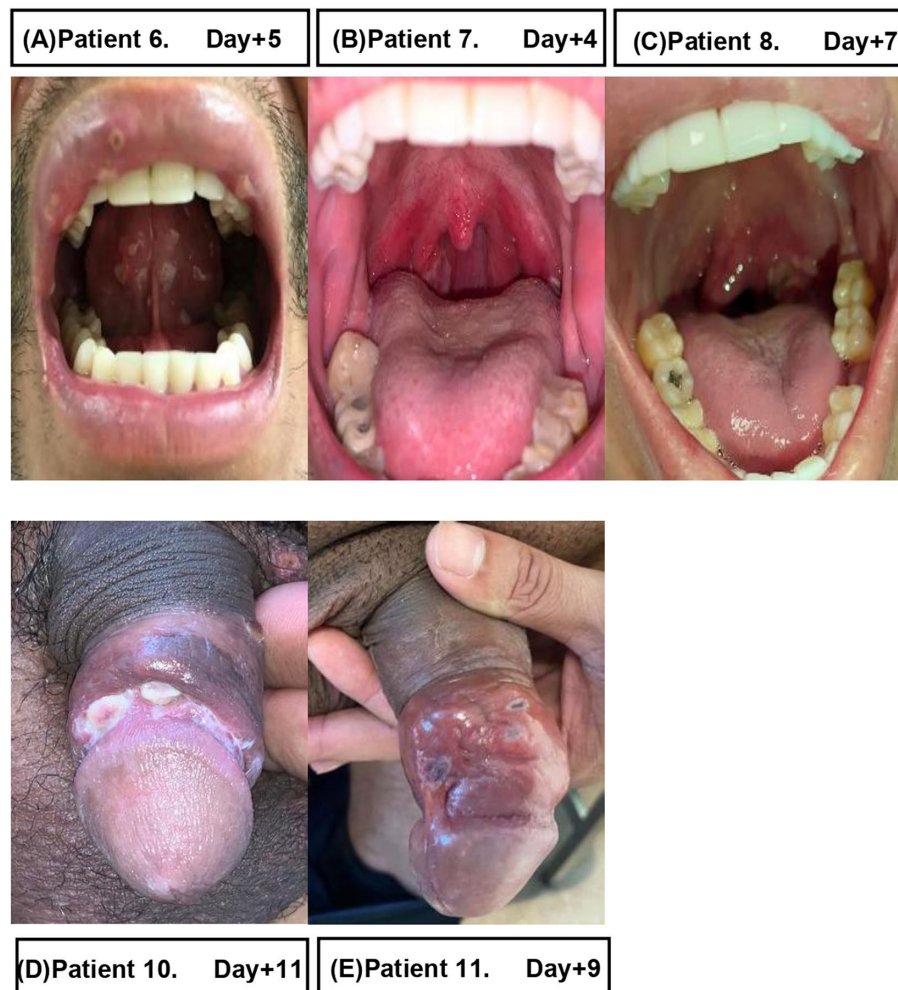 (A)Patient 6. Day+5
(B)Patient 7. Day+4
(C)Patient 8. Day+7
(D)Patient 10. Day+11
(E)Patient 11. Day+9